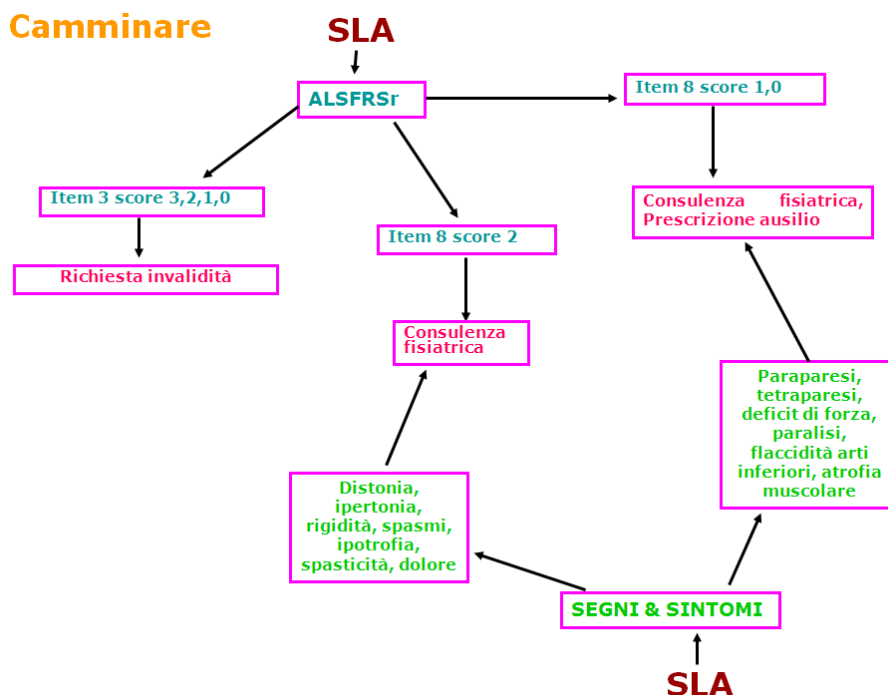 Camminare
SLA
ALSFRSr
Item 8 score 1,0
Item 3 score 3,2,1,0
Consulenza fisiatrica,
Prescrizione ausilio
Item 8 score 2
Richiesta invalidità
Consulenza
fisiatrica
Paraparesi,
tetraparesi,
deficit di forza,
paralisi,
flaccidità arti
inferiori, atrofia
muscolare
Distonia,
ipertonia,
rigidità, spasmi,
ipotrofia,
spasticità, dolore
SEGNI & SINTOMI
SLA